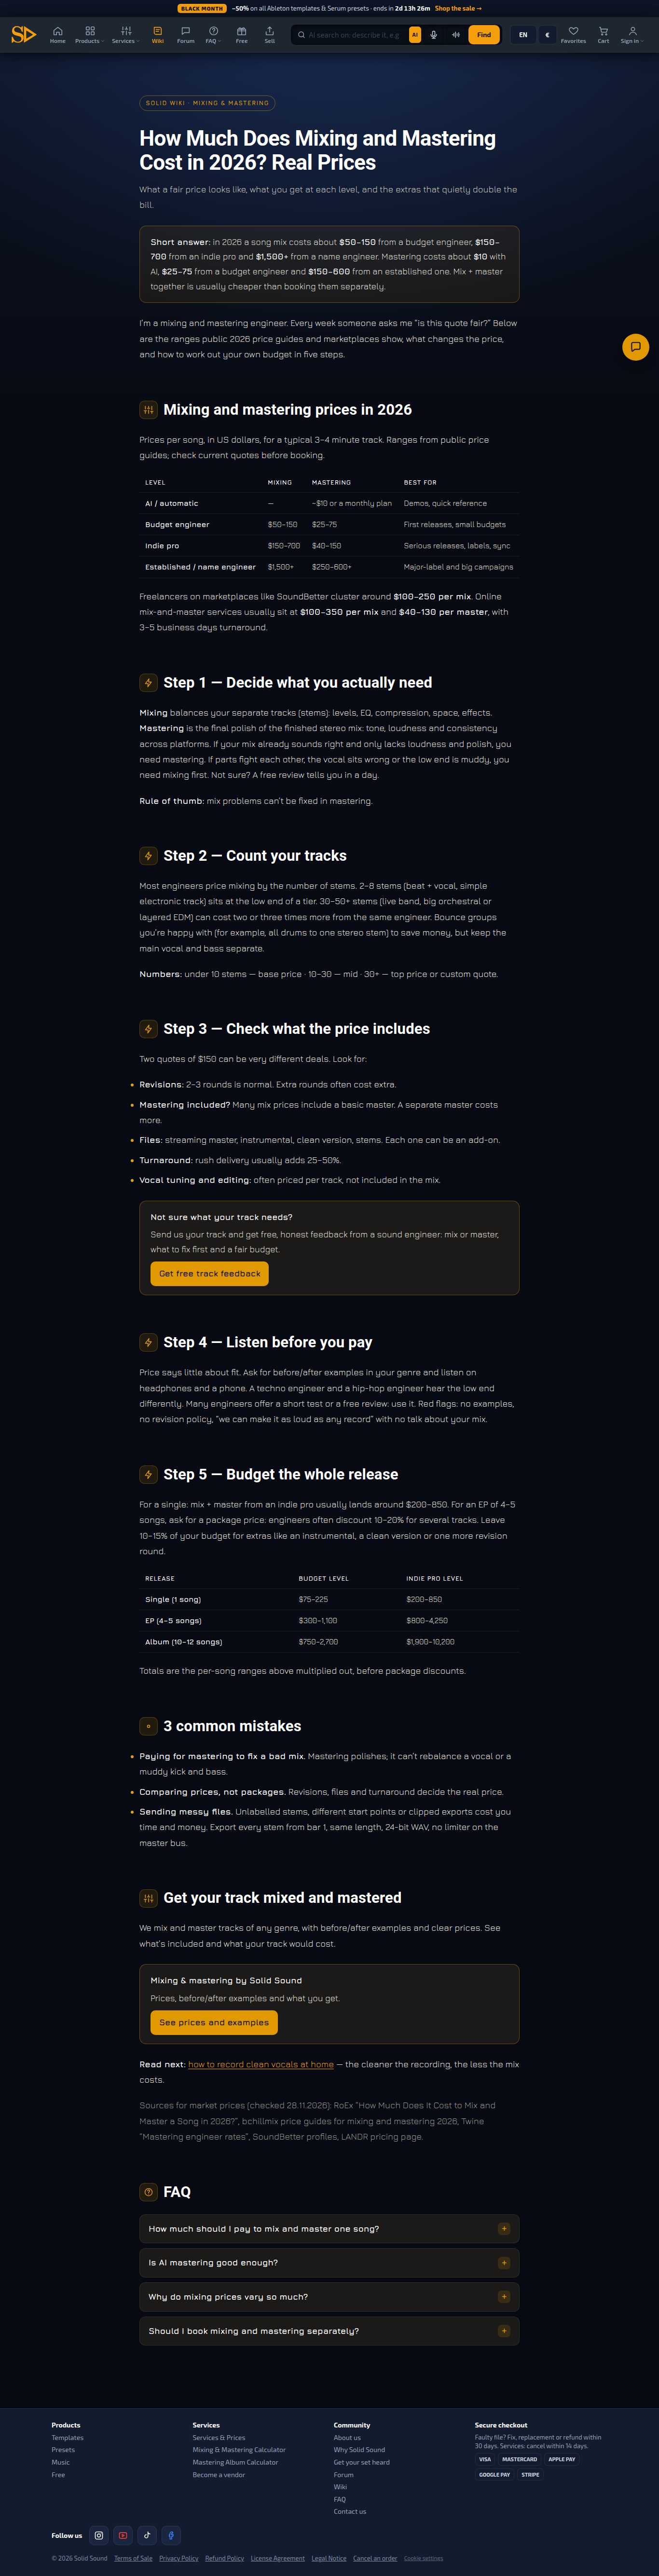 BLACK MONTH −50% on all Ableton templates & Serum presets · ends in 2d 13h 26m Shop the sale →
Home
Products
Services
Wiki
Forum
FAQ
Free
Sell
AI search on: describe it, e.g
AI
Find
EN
€
Favorites
Cart
Sign in
SOLID WIKI · MIXING & MASTERING
How Much Does Mixing and Mastering
Cost in 2026? Real Prices
What a fair price looks like, what you get at each level, and the extras that quietly double the
bill.
Short answer: in 2026 a song mix costs about $50–150 from a budget engineer, $150–
700 from an indie pro and $1,500+ from a name engineer. Mastering costs about $10 with
AI, $25–75 from a budget engineer and $150–600 from an established one. Mix + master
together is usually cheaper than booking them separately.
I'm a mixing and mastering engineer. Every week someone asks me “is this quote fair?” Below
are the ranges public 2026 price guides and marketplaces show, what changes the price,
and how to work out your own budget in five steps.
Mixing and mastering prices in 2026
Prices per song, in US dollars, for a typical 3–4 minute track. Ranges from public price
guides; check current quotes before booking.
LEVEL MIXING MASTERING BEST FOR
AI / automatic — ~$10 or a monthly plan Demos, quick reference
Budget engineer $50–150 $25–75 First releases, small budgets
Indie pro $150–700 $40–150 Serious releases, labels, sync
Established / name engineer $1,500+ $250–600+ Major-label and big campaigns
Freelancers on marketplaces like SoundBetter cluster around $100–250 per mix. Online
mix-and-master services usually sit at $100–350 per mix and $40–130 per master, with
3–5 business days turnaround.
Step 1 — Decide what you actually need
Mixing balances your separate tracks (stems): levels, EQ, compression, space, effects.
Mastering is the final polish of the finished stereo mix: tone, loudness and consistency
across platforms. If your mix already sounds right and only lacks loudness and polish, you
need mastering. If parts fight each other, the vocal sits wrong or the low end is muddy, you
need mixing first. Not sure? A free review tells you in a day.
Rule of thumb: mix problems can't be fixed in mastering.
Step 2 — Count your tracks
Most engineers price mixing by the number of stems. 2–8 stems (beat + vocal, simple
electronic track) sits at the low end of a tier. 30–50+ stems (live band, big orchestral or
layered EDM) can cost two or three times more from the same engineer. Bounce groups
you're happy with (for example, all drums to one stereo stem) to save money, but keep the
main vocal and bass separate.
Numbers: under 10 stems — base price · 10–30 — mid · 30+ — top price or custom quote.
Step 3 — Check what the price includes
Two quotes of $150 can be very different deals. Look for:
Revisions: 2–3 rounds is normal. Extra rounds often cost extra.
Mastering included? Many mix prices include a basic master. A separate master costs
more.
Files: streaming master, instrumental, clean version, stems. Each one can be an add-on.
Turnaround: rush delivery usually adds 25–50%.
Vocal tuning and editing: often priced per track, not included in the mix.
Not sure what your track needs?
Send us your track and get free, honest feedback from a sound engineer: mix or master,
what to fix first and a fair budget.
Get free track feedback
Step 4 — Listen before you pay
Price says little about fit. Ask for before/after examples in your genre and listen on
headphones and a phone. A techno engineer and a hip-hop engineer hear the low end
differently. Many engineers offer a short test or a free review: use it. Red flags: no examples,
no revision policy, “we can make it as loud as any record” with no talk about your mix.
Step 5 — Budget the whole release
For a single: mix + master from an indie pro usually lands around $200–850. For an EP of 4–5
songs, ask for a package price: engineers often discount 10–20% for several tracks. Leave
10–15% of your budget for extras like an instrumental, a clean version or one more revision
round.
RELEASE BUDGET LEVEL INDIE PRO LEVEL
Single (1 song) $75–225 $200–850
EP (4–5 songs) $300–1,100 $800–4,250
Album (10–12 songs) $750–2,700 $1,900–10,200
Totals are the per-song ranges above multiplied out, before package discounts.
3 common mistakes
Paying for mastering to fix a bad mix. Mastering polishes; it can't rebalance a vocal or a
muddy kick and bass.
Comparing prices, not packages. Revisions, files and turnaround decide the real price.
Sending messy files. Unlabelled stems, different start points or clipped exports cost you
time and money. Export every stem from bar 1, same length, 24-bit WAV, no limiter on the
master bus.
Get your track mixed and mastered
We mix and master tracks of any genre, with before/after examples and clear prices. See
what's included and what your track would cost.
Mixing & mastering by Solid Sound
Prices, before/after examples and what you get.
See prices and examples
Read next: how to record clean vocals at home — the cleaner the recording, the less the mix
costs.
Sources for market prices (checked 28.11.2026): RoEx “How Much Does It Cost to Mix and
Master a Song in 2026?”, bchillmix price guides for mixing and mastering 2026, Twine
“Mastering engineer rates”, SoundBetter profiles, LANDR pricing page.
FAQ
How much should I pay to mix and master one song?
Is AI mastering good enough?
Why do mixing prices vary so much?
Should I book mixing and mastering separately?
Products
Templates
Presets
Music
Free
Services
Services & Prices
Mixing & Mastering Calculator
Mastering Album Calculator
Become a vendor
Community
About us
Why Solid Sound
Get your set heard
Forum
Wiki
FAQ
Contact us
Secure checkout
Faulty file? Fix, replacement or refund within
30 days. Services: cancel within 14 days.
VISA MASTERCARD APPLE PAY
GOOGLE PAY STRIPE
Follow us
© 2026 Solid Sound Terms of Sale Privacy Policy Refund Policy License Agreement Legal Notice Cancel an order Cookie settings